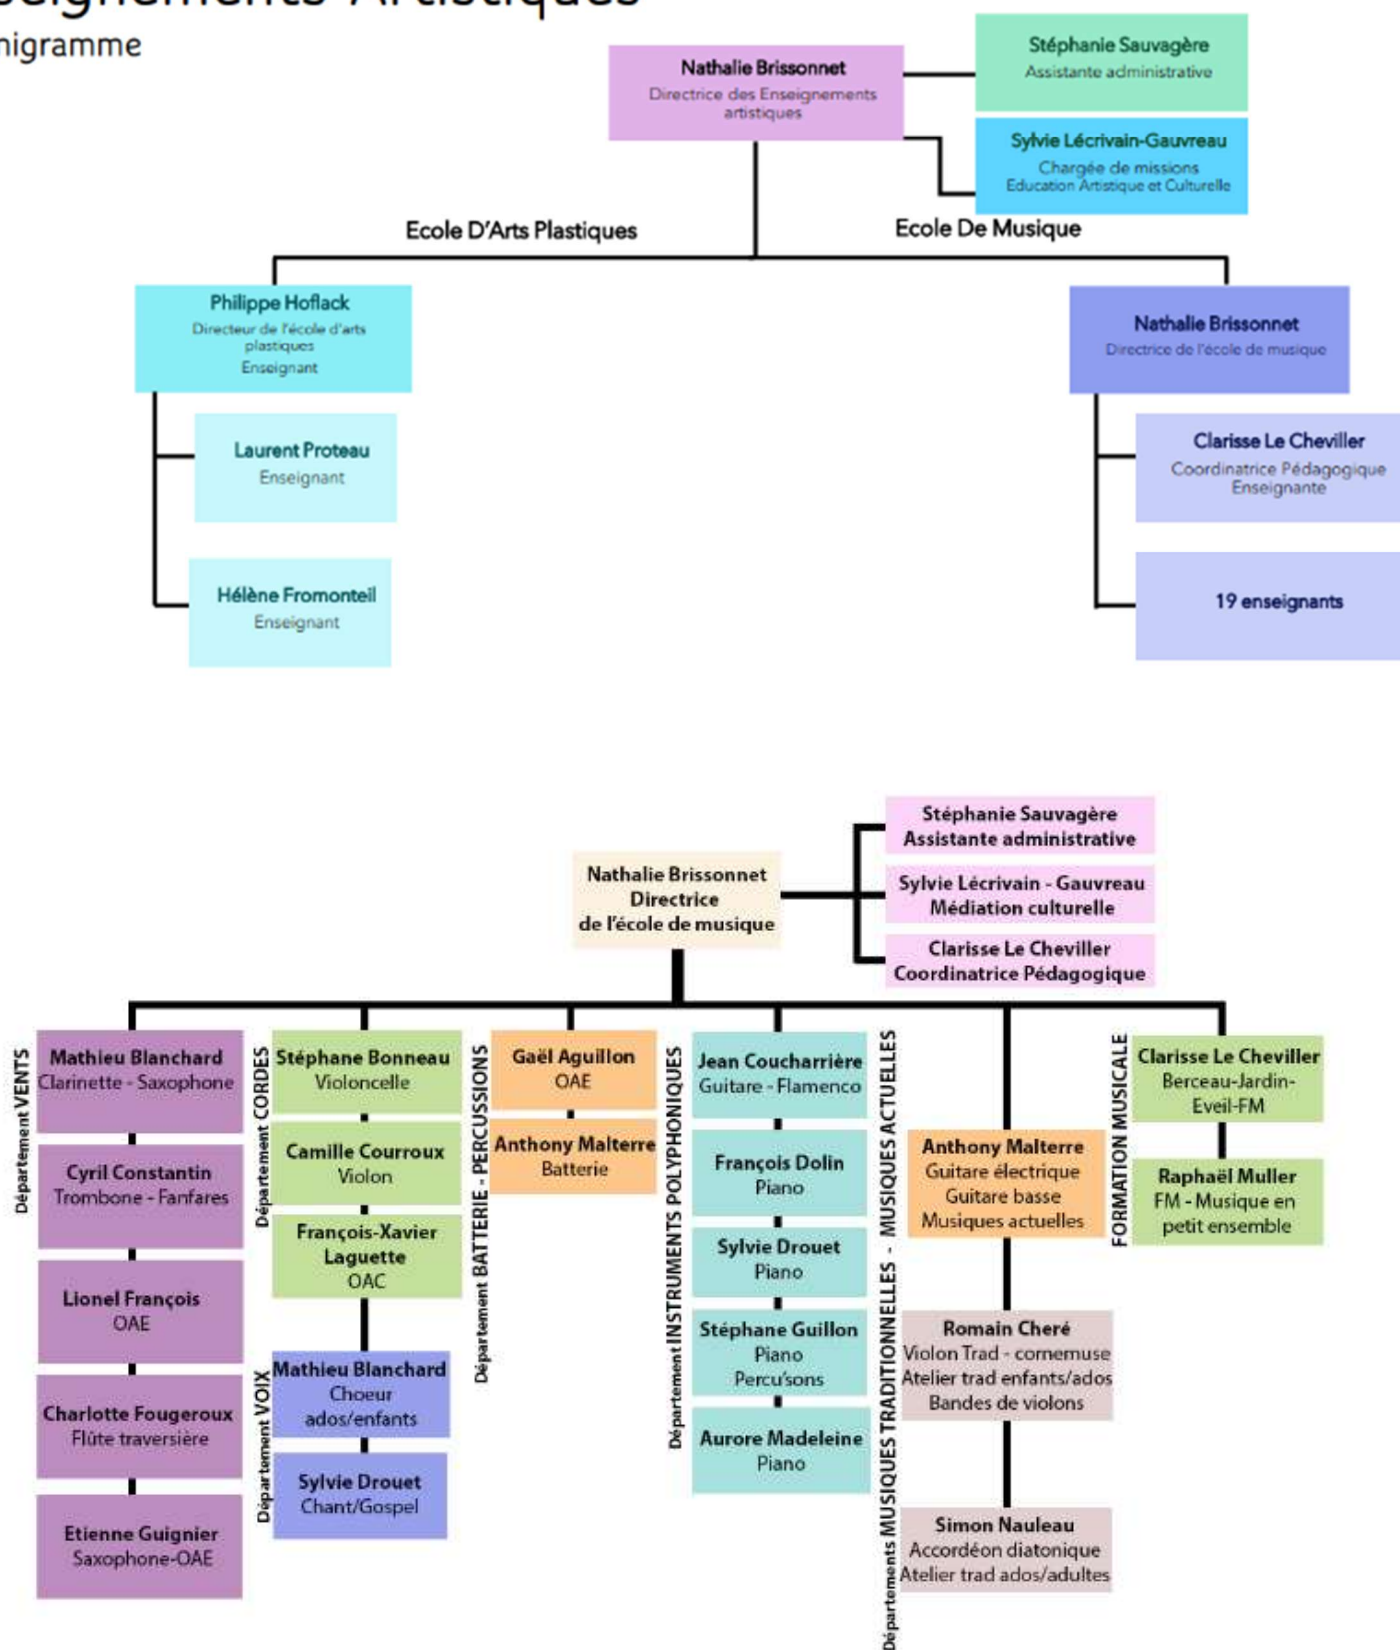 Artistiques
Nathalie Brissonnet
Directrice des Enseignements
artistiques
Stéphanie Sauvagère
Assistante administrative
Sylvie Lécrivain-Gauvreau
Chargée de missions
Education Artistique et Culturelle
Ecole D'Arts Plastiques
Ecole De Musique
Philippe Hoflack
Directeur de l'école d'arts
plastiques
Enseignant
Laurent Proteau
Enseignant
Hélène Fromonteil
Enseignant
Nathalie Brissonnet
Directrice de l'école de musique
Clarisse Le Cheviller
Coordinatrice Pédagogique
Enseignante
19 enseignants
Nathalie Brissonnet
Directrice
de l'école de musique
Stéphanie Sauvagère
Assistante administrative
Sylvie Lécrivain - Gauvreau
Médiation culturelle
Clarisse Le Cheviller
Coordinatrice Pédagogique
Département VENTS
Mathieu Blanchard
Clarinette - Saxophone
Cyril Constantin
Trombone - Fanfares
Lionel François
OAE
Charlotte Fougeroux
Flûte traversière
Etienne Guignier
Saxophone-OAE
Département CORDES
Stéphane Bonneau
Violoncelle
Camille Courroux
Violon
François-Xavier
Laguette
OAC
Département VOIX
Mathieu Blanchard
Choeur
ados/enfants
Sylvie Drouet
Chant/Gospel
Département BATTERIE - PERCUSSIONS
Gaël Aguillon
OAE
Anthony Malterre
Batterie
Département INSTRUMENTS POLYPHONIQUES
Jean Coucharrière
Guitare - Flamenco
François Dolin
Piano
Sylvie Drouet
Piano
Stéphane Guillon
Piano
Percu'sons
Aurore Madeleine
Piano
Départements MUSIQUES TRADITIONNELLES - MUSIQUES ACTUELLES
Anthony Malterre
Guitare électrique
Guitare basse
Musiques actuelles
Romain Cheré
Violon Trad - cornemuse
Atelier trad enfants/ados
Bandes de violons
Simon Nauleau
Accordéon diatonique
Atelier trad ados/adultes
FORMATION MUSICALE
Clarisse Le Cheviller
Berceau-Jardin-
Eveil-FM
Raphaël Muller
FM - Musique en
petit ensemble